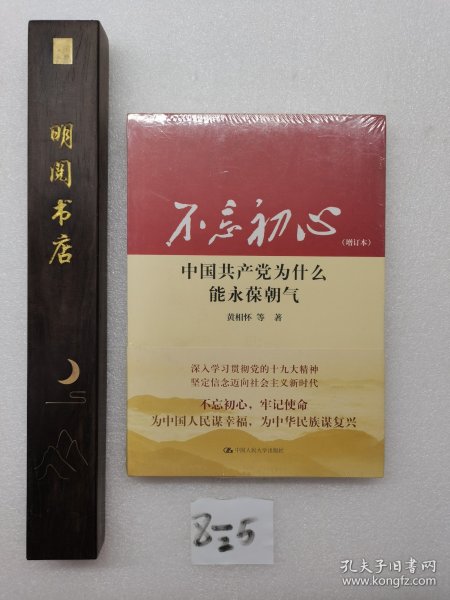 明阅书店
不忘初心
(增订本)
中国共产党为什么
能永葆朝气
黄相怀 等 著
深入学习贯彻党的十九大精神
坚定信念迈向社会主义新时代
不忘初心，牢记使命
为中国人民谋幸福，为中华民族谋复兴
中国人民大学出版社
孔夫子旧书网
www.kongfz.com